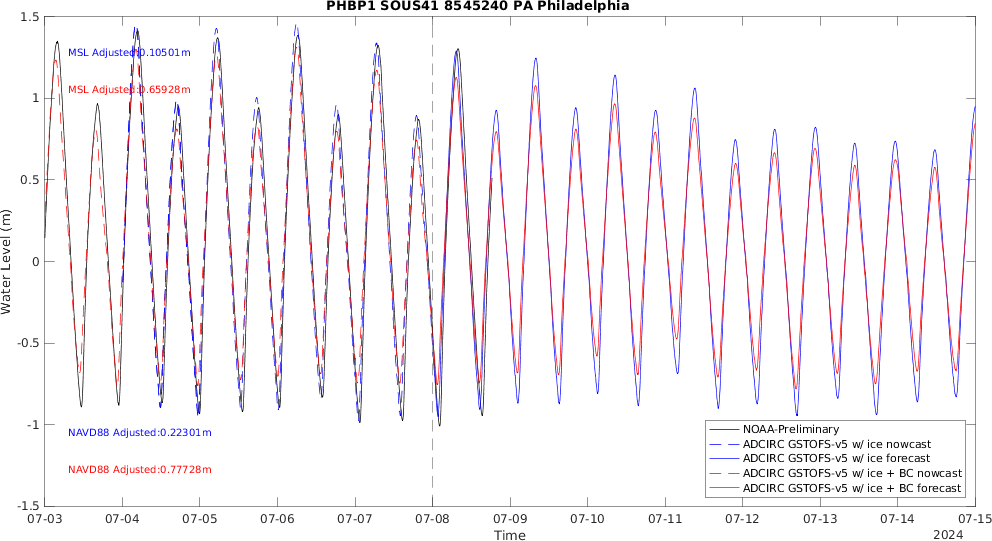 PHBP1 SOUS41 8545240 PA Philadelphia
1.5
1
0.5
0
-0.5
-1
-1.5
Water Level (m)
MSL Adjusted:0.10501m
MSL Adjusted:0.65928m
NAVD88 Adjusted:0.22301m
NAVD88 Adjusted:0.77728m
NOAA-Preliminary
ADCIRC GSTOFS-v5 w/ ice nowcast
ADCIRC GSTOFS-v5 w/ ice forecast
ADCIRC GSTOFS-v5 w/ ice + BC nowcast
ADCIRC GSTOFS-v5 w/ ice + BC forecast
07-03 07-04 07-05 07-06 07-07 07-08 07-09 07-10 07-11 07-12 07-13 07-14 07-15
Time
2024